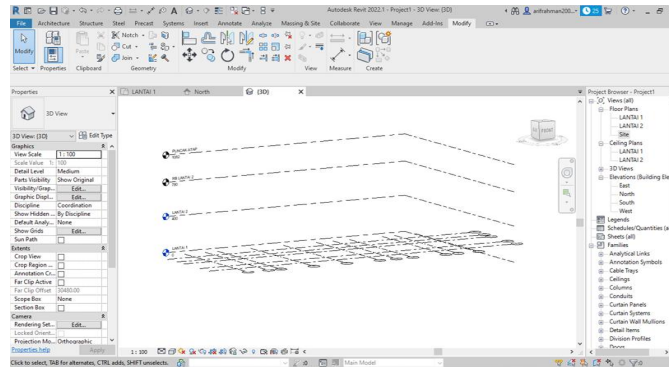 Autodesk Revit 2022.1 - Project1 - 3D View: {3D}
adhahman200...
25
File Architecture Structure Steel Precast Systems Insert Annotate Analyze Massing & Site Collaborate View Manage Add-Ins Modify
Modify
Paste
Notch
Cut
Join
Select Properties Clipboard Geometry Modify View Measure Create
Properties
LANTAI 1
North
{3D}
Project Browser - Project1
3D View
3D View: {3D}
Edit Type
Graphics
View Scale 1 : 100
Scale Value 1: 100
Detail Level Medium
Parts Visibility Show Original
Visibility/Grap... Edit...
Graphic Displ... Edit...
Discipline Coordination
Show Hidden ... By Discipline
Default Analy... None
Show Grids Edit...
Sun Path
Extents
Crop View
Crop Region ...
Annotation Cr...
Far Clip Active
Far Clip Offset 30480.00
Scope Box None
Section Box
Camera
Rendering Set... Edit...
Locked Orient...
Projection Mo... Orthographic
Properties help
Apply
LANTAI 2
400
LANTAI 1
0
FRONT
Views (all)
Floor Plans
LANTAI 1
LANTAI 2
Site
Ceiling Plans
LANTAI 1
LANTAI 2
3D Views
Elevations (Building Ele
East
North
South
West
Legends
Schedules/Quantities (a
Sheets (all)
Families
Analytical Links
Annotation Symbols
Cable Trays
Ceilings
Columns
Conduits
Curtain Panels
Curtain Systems
Curtain Wall Mullions
Detail Items
Division Profiles
Doors
1 : 100
Click to select, TAB for alternates, CTRL adds, SHIFT unselects.
Main Model
:0
:0